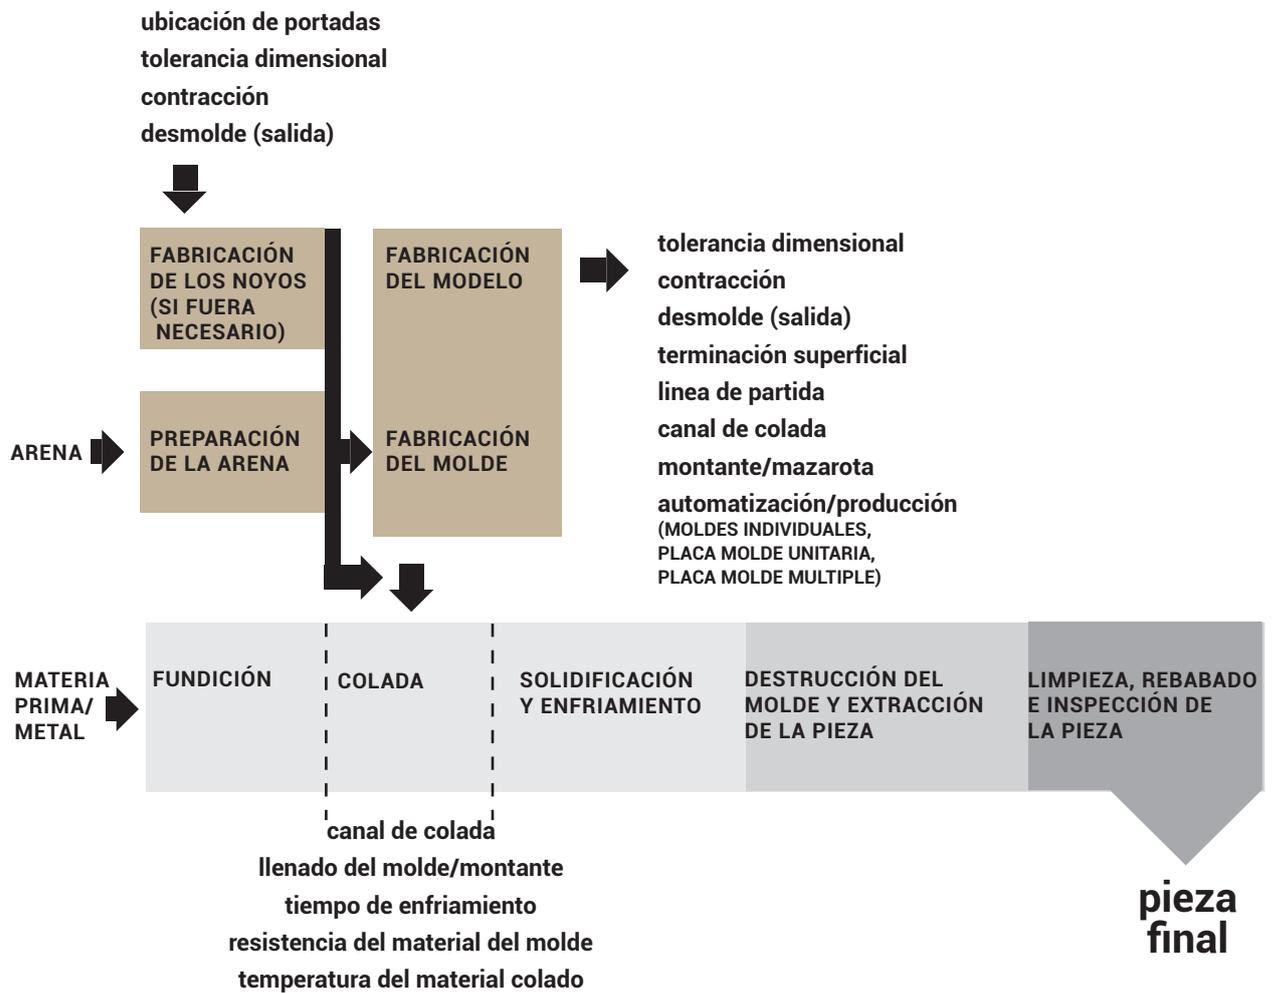 ubicación de portadas
tolerancia dimensional
contracción
desmolde (salida)
FABRICACIÓN
DE LOS NOYOS
(SI FUERA
NECESARIO)
FABRICACIÓN
DEL MODELO
tolerancia dimensional
contracción
desmolde (salida)
terminación superficial
linea de partida
canal de colada
montante/mazarota
automatización/producción
(MOLDES INDIVIDUALES,
PLACA MOLDE UNITARIA,
PLACA MOLDE MULTIPLE)
ARENA
PREPARACIÓN
DE LA ARENA
FABRICACIÓN
DEL MOLDE
MATERIA
PRIMA/
METAL
FUNDICIÓN
COLADA
SOLIDIFICACIÓN
Y ENFRIAMIENTO
DESTRUCCIÓN DEL
MOLDE Y EXTRACCIÓN
DE LA PIEZA
LIMPIEZA, REBABADO
E INSPECCIÓN DE
LA PIEZA
canal de colada
llenado del molde/montante
tiempo de enfriamiento
resistencia del material del molde
temperatura del material colado
pieza
final